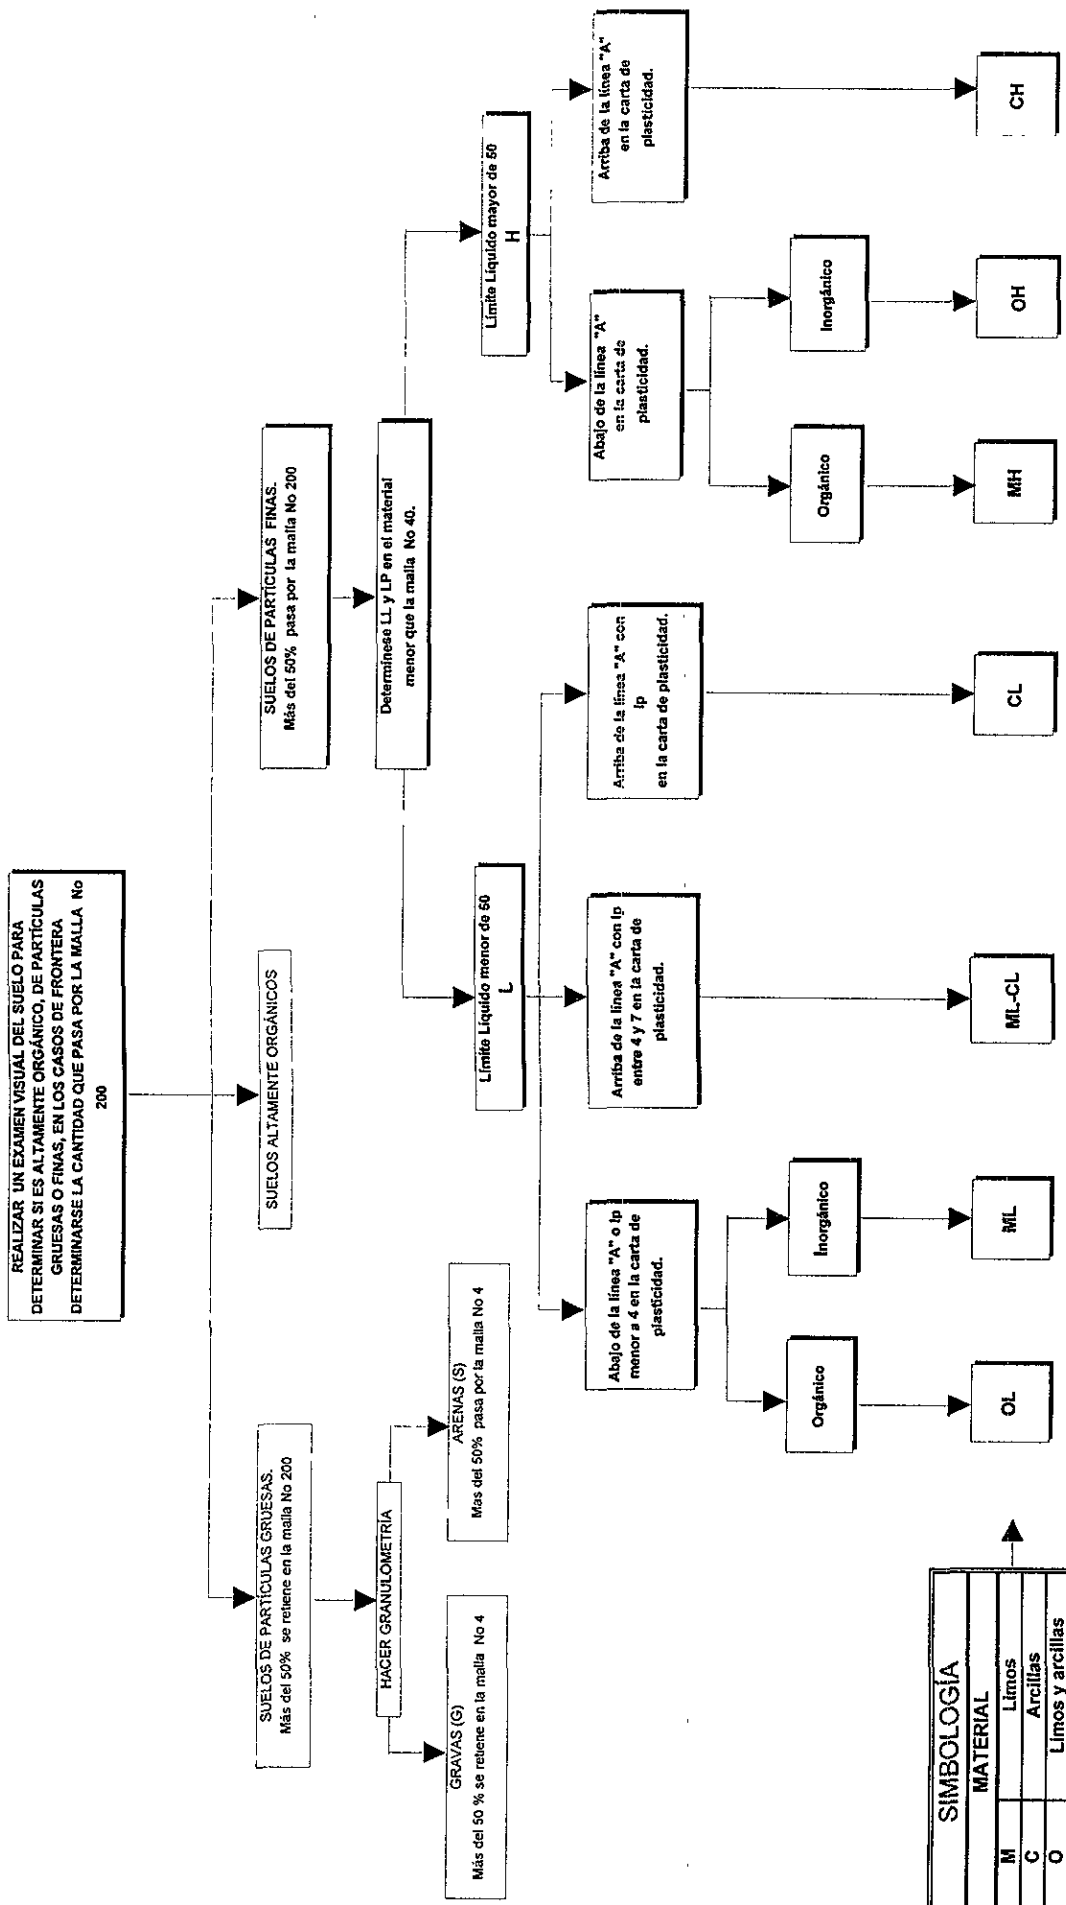 REALIZAR UN EXAMEN VISUAL DEL SUELO PARA
DETERMINAR SI ES ALTAMENTE ORGÁNICO, DE PARTÍCULAS
GRUESAS O FINAS, EN LOS CASOS DE FRONTERA
DETERMINARSE LA CANTIDAD QUE PASA POR LA MALLA No
200
SUELOS DE PARTÍCULAS GRUESAS.
Más del 50% se retiene en la malla No 200
SUELOS ALTAMENTE ORGÁNICOS
SUELOS DE PARTÍCULAS FINAS.
Más del 50% pasa por la malla No 200
HACER GRANULOMETRÍA
Determínese LL y LP en el material
menor que la malla No 40.
GRAVAS (G)
Más del 50 % se retiene en la malla No 4
ARENAS (S)
Mas del 50% pasa por la malla No 4
Límite Líquido menor de 50
L
Límite Líquido mayor de 50
H
Abajo de la línea "A" o Ip
menor a 4 en la carta de
plasticidad.
Arriba de la línea "A" con Ip
entre 4 y 7 en la carta de
plasticidad.
Arriba de la línea "A" con
Ip
en la carta de plasticidad.
Abajo de la línea "A"
en la carta de
plasticidad.
Arriba de la línea "A"
en la carta de
plasticidad.
Orgánico
Inorgánico
Orgánico
Inorgánico
OL
ML
ML-CL
CL
MH
OH
CH
SIMBOLOGÍA
MATERIAL
M Limos
C Arcillas
O Limos y arcillas